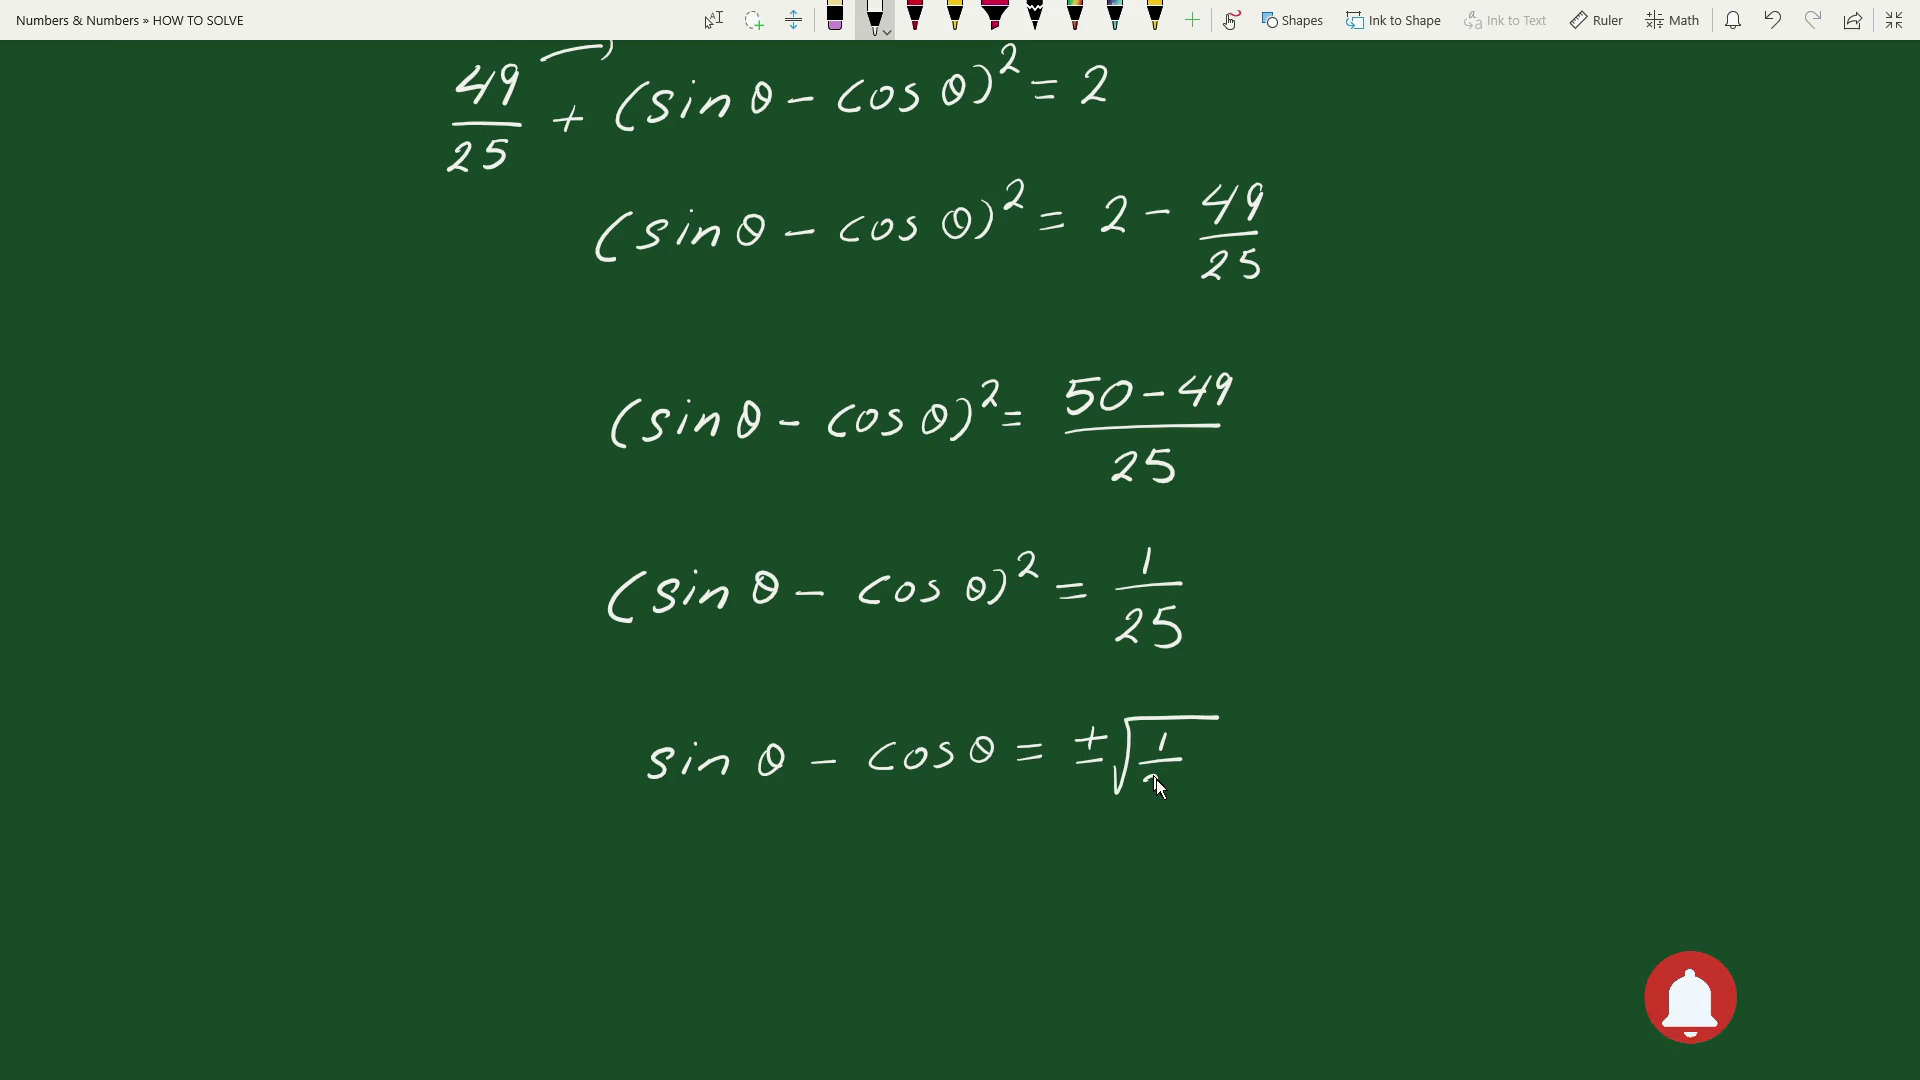 Numbers & Numbers » HOW TO SOLVE
Shapes Ink to Shape Ink to Text Ruler Math
49/25 + (sin θ - cos θ)² = 2
(sin θ - cos θ)² = 2 - 49/25
(sin θ - cos θ)² = 50 - 49/25
(sin θ - cos θ)² = 1/25
sin θ - cos θ = ±√1/